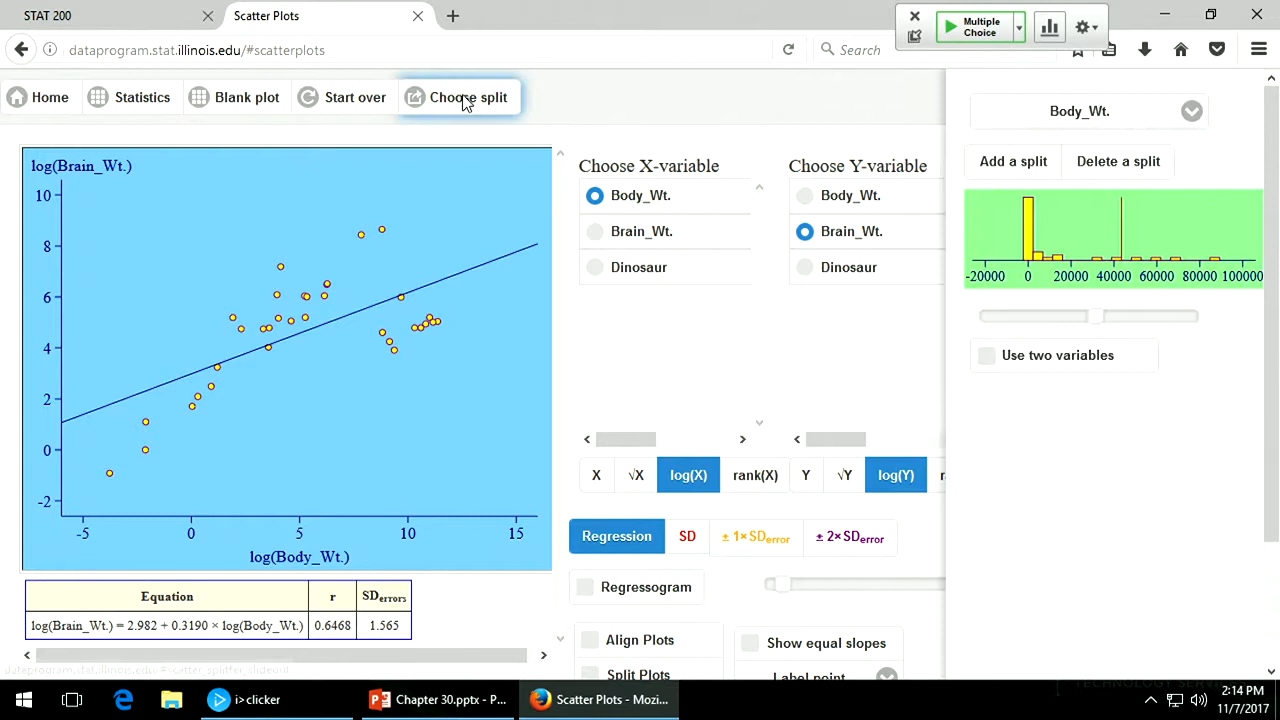 STAT 200
Scatter Plots
Multiple
Choice
dataprogram.stat.illinois.edu/#scatterplots
Search
Home
Statistics
Blank plot
Start over
Choose split
Body_Wt.
Add a split
Delete a split
-20000 0 20000 40000 60000 80000 100000
Use two variables
log(Brain_Wt.)
10
8
6
4
2
0
-2
-5 0 5 10 15
log(Body_Wt.)
Choose X-variable
Body_Wt.
Brain_Wt.
Dinosaur
Choose Y-variable
Body_Wt.
Brain_Wt.
Dinosaur
X √X log(X) rank(X) Y √Y log(Y)
Regression SD ± 1× SDerror ± 2× SDerror
Regressogram
Equation r SDerrors
log(Brain_Wt.) = 2.982 + 0.3190 × log(Body_Wt.) 0.6468 1.565
Align Plots
Show equal slopes
Split Plots
Label point
i>clicker
Chapter 30.pptx - P...
Scatter Plots - Mozi...
2:14 PM
11/7/2017